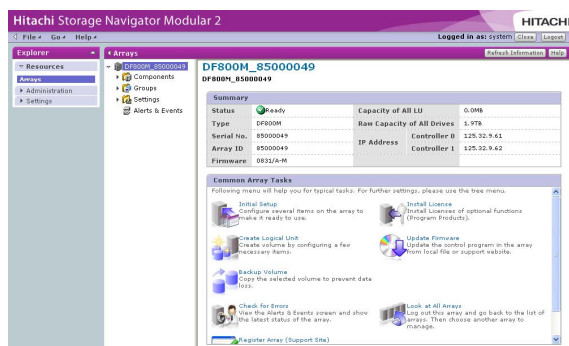 Hitachi Storage Navigator Modular 2
HITACHI
File Go Help
Logged in as: system Close Logout
Explorer
Arrays
Refresh Information Help
Resources
Arrays
Administration
Settings
DF800M_85000049
Components
Groups
Settings
Alerts & Events
DF800M_85000049
DF800M_85000049
Summary
Status Ready Capacity of All LU 0.0MB
Type DF800M Raw Capacity of All Drives 1.9TB
Serial No. 85000049 IP Address Controller 0 125.32.9.61
Array ID 85000049 Controller 1 125.32.9.62
Firmware 0831/A-M
Common Array Tasks
Following menu will help you for typical tasks. For further settings, please use the tree menu.
Initial Setup
Configure several items on the array to
make it ready to use.
Install License
Install Licenses of optional functions
(Program Products).
Create Logical Unit
Create volume by configuring a few
necessary items.
Update Firmware
Update the control program in the array
from local file or support website.
Backup Volume
Copy the selected volume to prevent data
loss.
Check for Errors
View the Alerts & Events screen and show
the latest status of the array.
Look at All Arrays
Log out this array and go back to the list of
arrays. Then choose another array to
manage.
Register Array (Support Site)